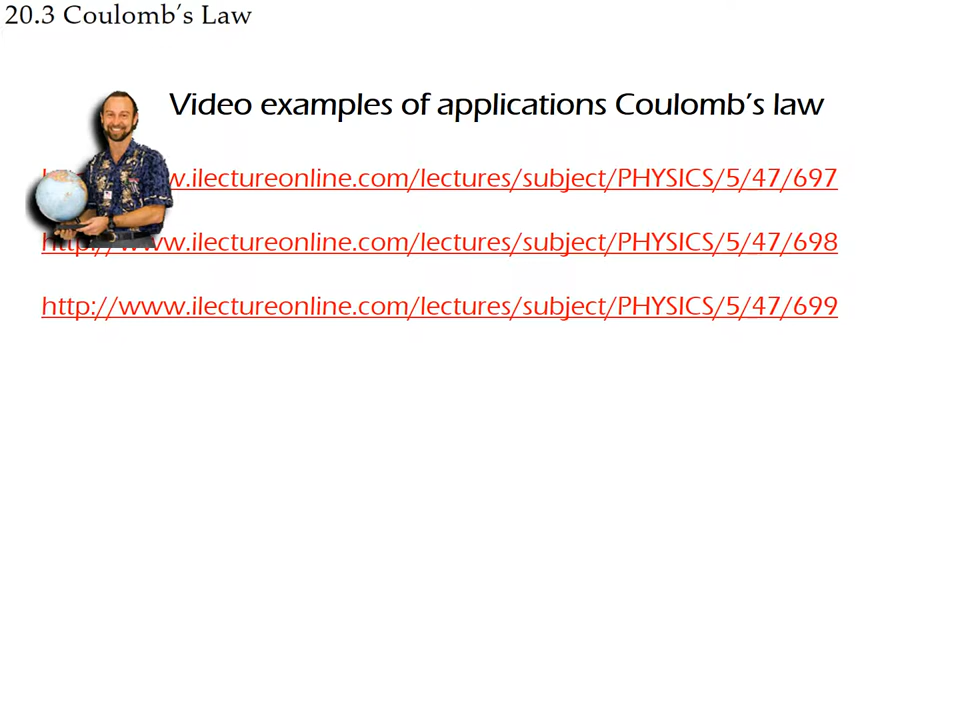 20.3 Coulomb's Law
Video examples of applications Coulomb's law
w.ilectureonline.com/lectures/subject/PHYSICS/5/47/697
http://www.ilectureonline.com/lectures/subject/PHYSICS/5/47/698
http://www.ilectureonline.com/lectures/subject/PHYSICS/5/47/699